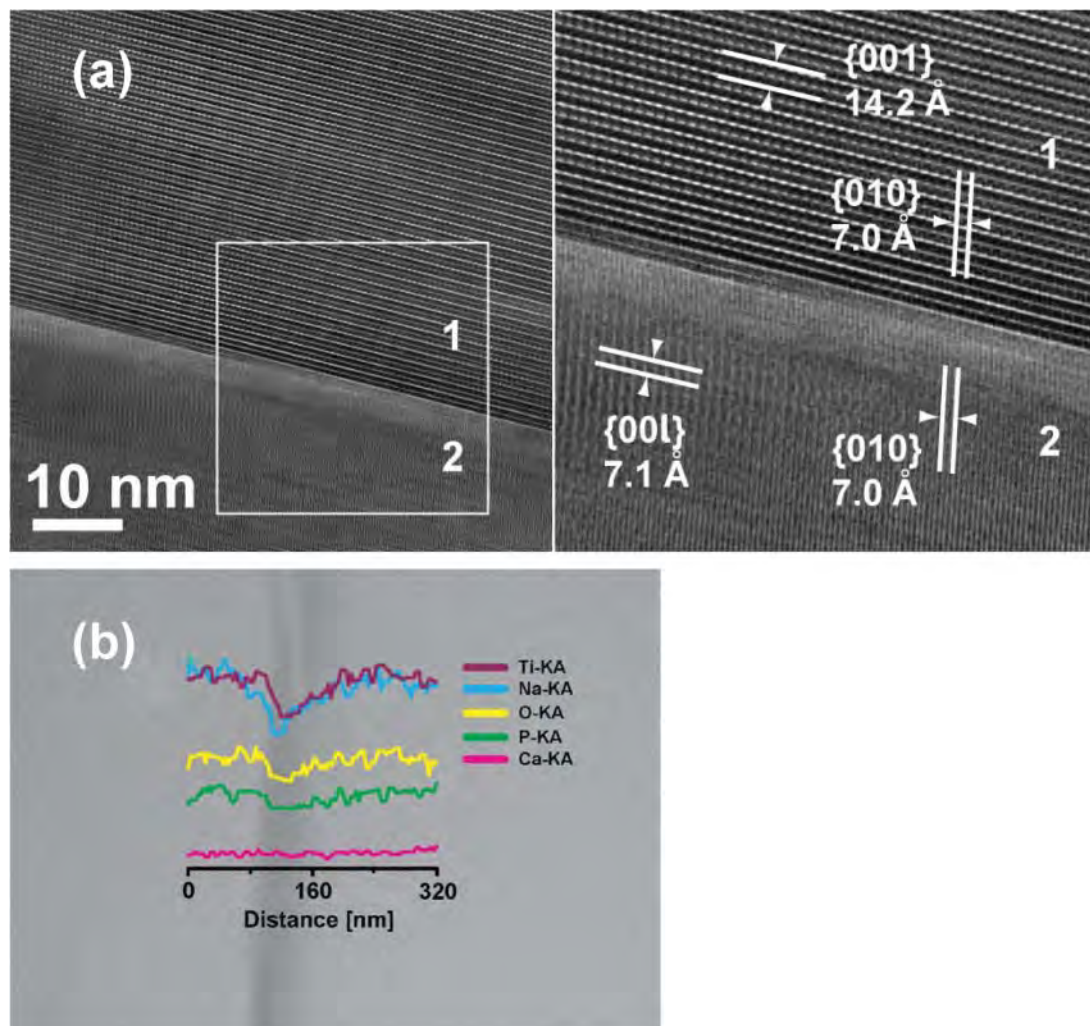 (a)
1
2
10 nm
{001}
14.2 Å
1
{010}
7.0 Å
{00l}
7.1 Å
{010}
7.0 Å
2
(b)
Ti-KA
Na-KA
O-KA
P-KA
Ca-KA
0 160 320
Distance [nm]